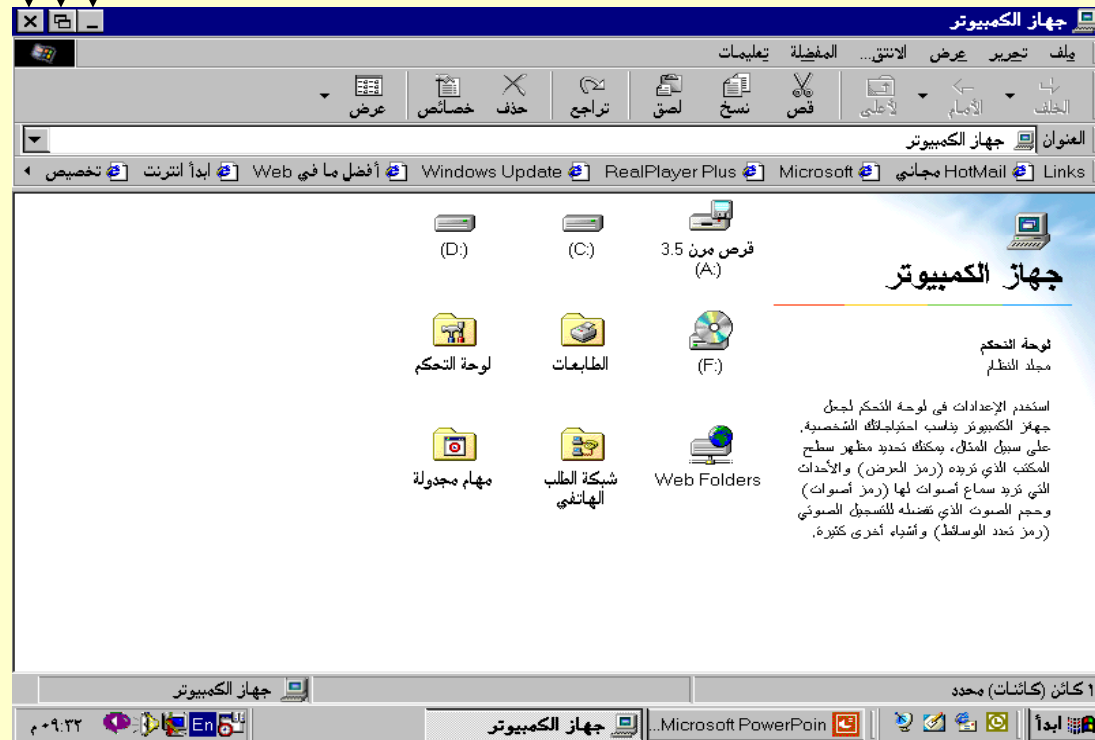 جهاز الكمبيوتر
ملف تحرير عرض الانتق... المفضلة تعليمات
الخلف الأمام لأعلى قص نسخ لصق تراجع حذف خصائص عرض
العنوان جهاز الكمبيوتر
Links HotMail مجاني Microsoft RealPlayer Plus Windows Update أفضل ما في Web ابدأ انترنت تخصيص
جهاز الكمبيوتر
لوحة التحكم
مجلد النظام
استخدم الإعدادات في لوحة التحكم لجعل
جهاز الكمبيوتر يناسب احتياجاتك الشخصية.
على سبيل المثال، يمكنك تحديد مظهر سطح
المكتب الذي تريده (رمز العرض) والأحداث
التي تريد سماع أصوات لها (رمز أصوات)
وحجم الصوت الذي تفضله للتسجيل الصوتي
(رمز تعدد الوسائط) وأشياء أخرى كثيرة.
قرص مرن 3.5
(A:)
(C:)
(D:)
(F:)
الطابعات
لوحة التحكم
Web Folders
شبكة الطلب
الهاتفي
مهام مجدولة
1 كائن (كائنات) محدد
جهاز الكمبيوتر
ابدأ
Microsoft PowerPoin...
جهاز الكمبيوتر
En
٠٩:٣٢ م